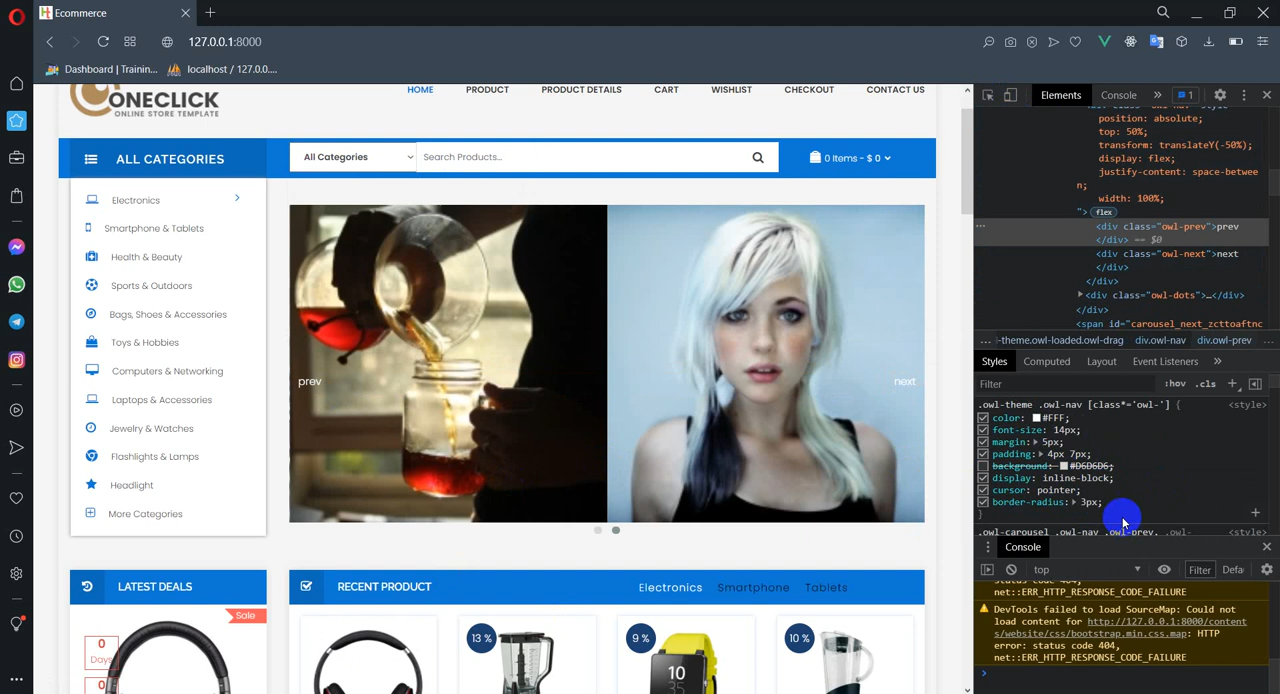 Ecommerce
127.0.0.1:8000
Dashboard | Trainin...
localhost / 127.0.0....
ONECLICK
ONLINE STORE TEMPLATE
HOME
PRODUCT
PRODUCT DETAILS
CART
WISHLIST
CHECKOUT
CONTACT US
ALL CATEGORIES
All Categories
Search Products...
0 Items - $ 0
Electronics
Smartphone & Tablets
Health & Beauty
Sports & Outdoors
Bags, Shoes & Accessories
Toys & Hobbies
Computers & Networking
Laptops & Accessories
Jewelry & Watches
Flashlights & Lamps
Headlight
More Categories
prev
next
LATEST DEALS
Sale
0
Days
0
RECENT PRODUCT
Electronics
Smartphone
Tablets
13 %
9 %
10
35
10 %
Elements
Console
»
1
position: absolute;
top: 50%;
transform: translateY(-50%);
display: flex;
justify-content: space-betwee
n;
width: 100%;
"> flex
<div class="owl-prev">prev
</div> == $0
<div class="owl-next">next
</div>
</div>
<div class="owl-dots">…</div>
</div>
<span id="carousel_next_zcttoaftnc
... -theme.owl-loaded.owl-drag div.owl-nav div.owl-prev ...
Styles Computed Layout Event Listeners »
Filter :hov .cls +
.owl-theme .owl-nav [class*='owl-'] { <style>
color: #FFF;
font-size: 14px;
margin: 5px;
padding: 4px 7px;
background: #D6D6D6;
display: inline-block;
cursor: pointer;
border-radius: 3px;
}
.owl-carousel .owl-nav .owl-prev, .owl- <style>
Console
top Filter Defa
status code 404,
net::ERR_HTTP_RESPONSE_CODE_FAILURE
DevTools failed to load SourceMap: Could not
load content for http://127.0.0.1:8000/content
s/website/css/bootstrap.min.css.map: HTTP
error: status code 404,
net::ERR_HTTP_RESPONSE_CODE_FAILURE